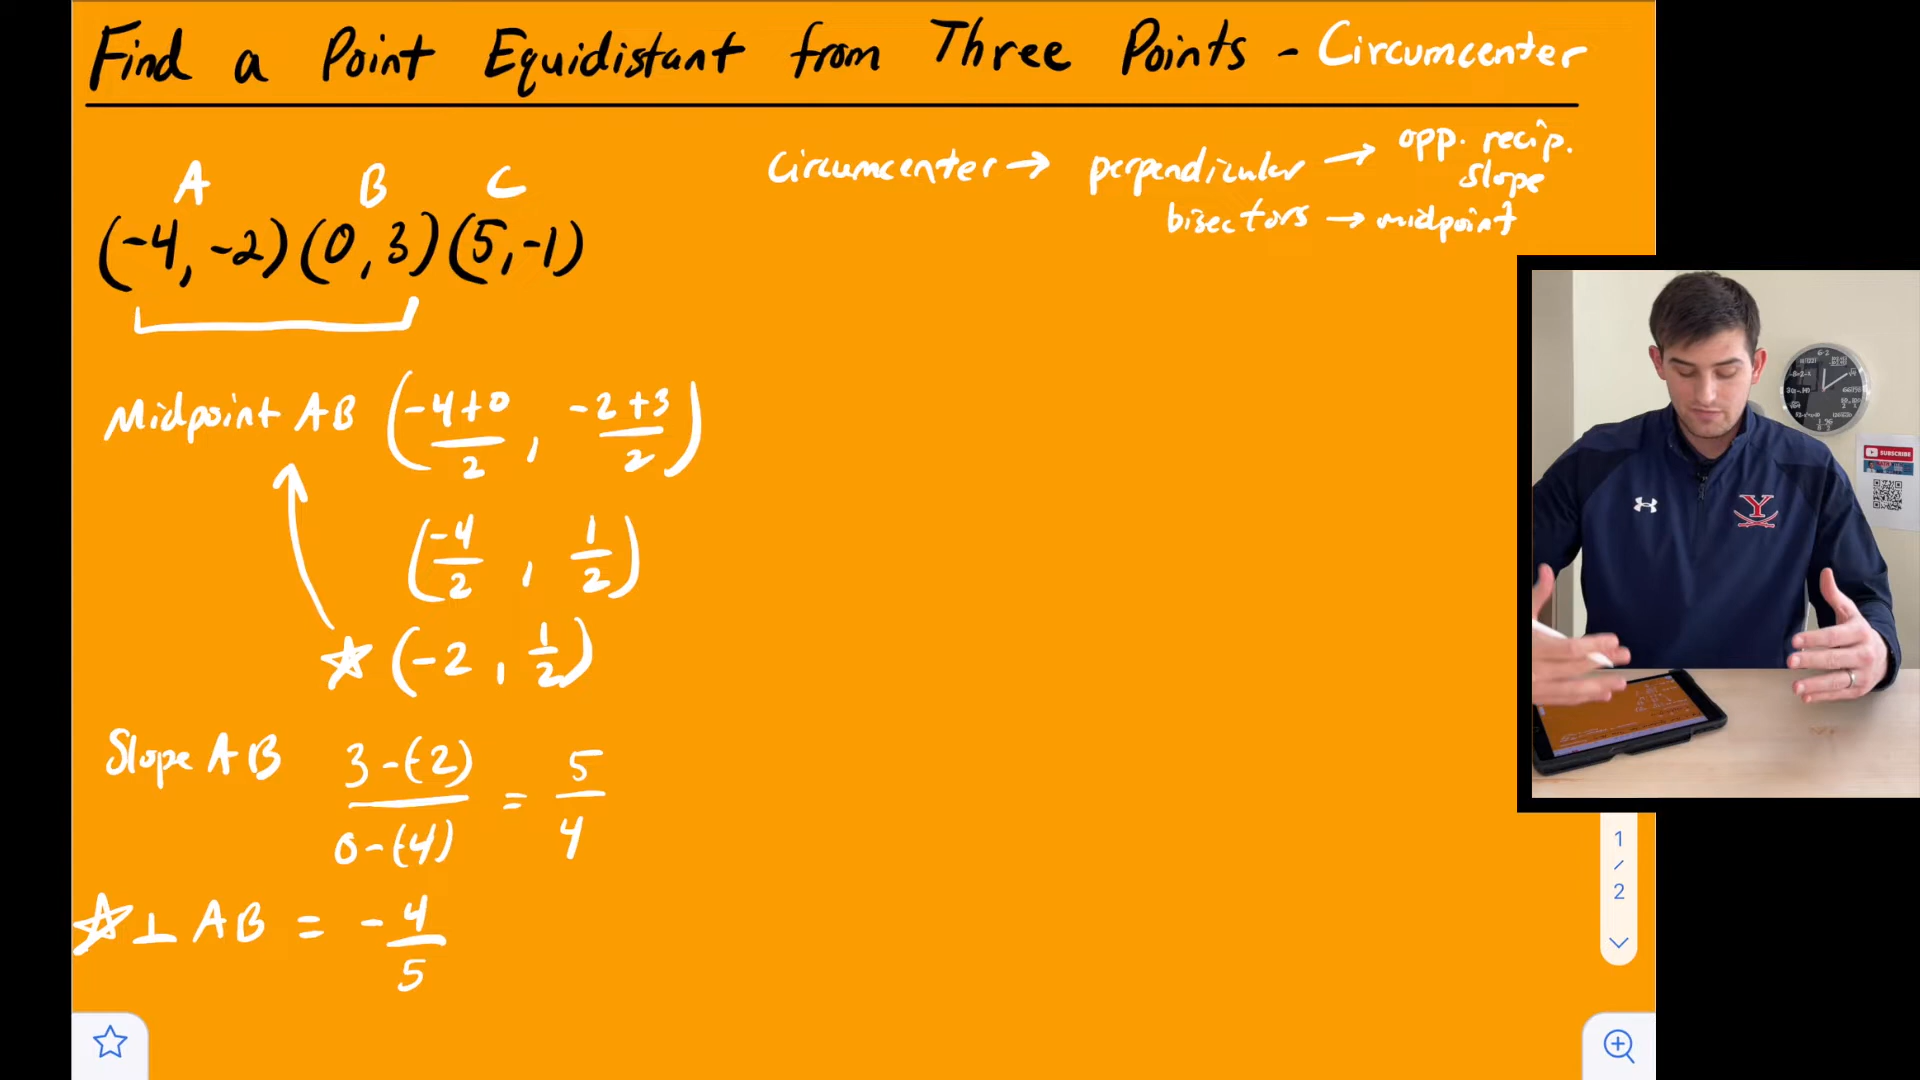 Find a Point Equidistant from Three Points - Circumcenter
Circumcenter → perpendicular → opp. recip. slope
bisectors → midpoint
A B C
(-4, -2) (0, 3) (5, -1)
Midpoint AB (-4+0/2, -2+3/2)
(-4/2, 1/2)
☆ (-2, 1/2)
Slope AB 3-(-2)/0-(-4) = 5/4
☆ ⊥ AB = -4/5
SUBSCRIBE
Y
1
/
2